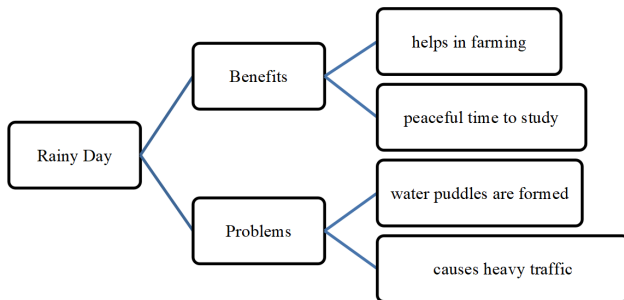 Rainy Day
Benefits
helps in farming
peaceful time to study
Problems
water puddles are formed
causes heavy traffic